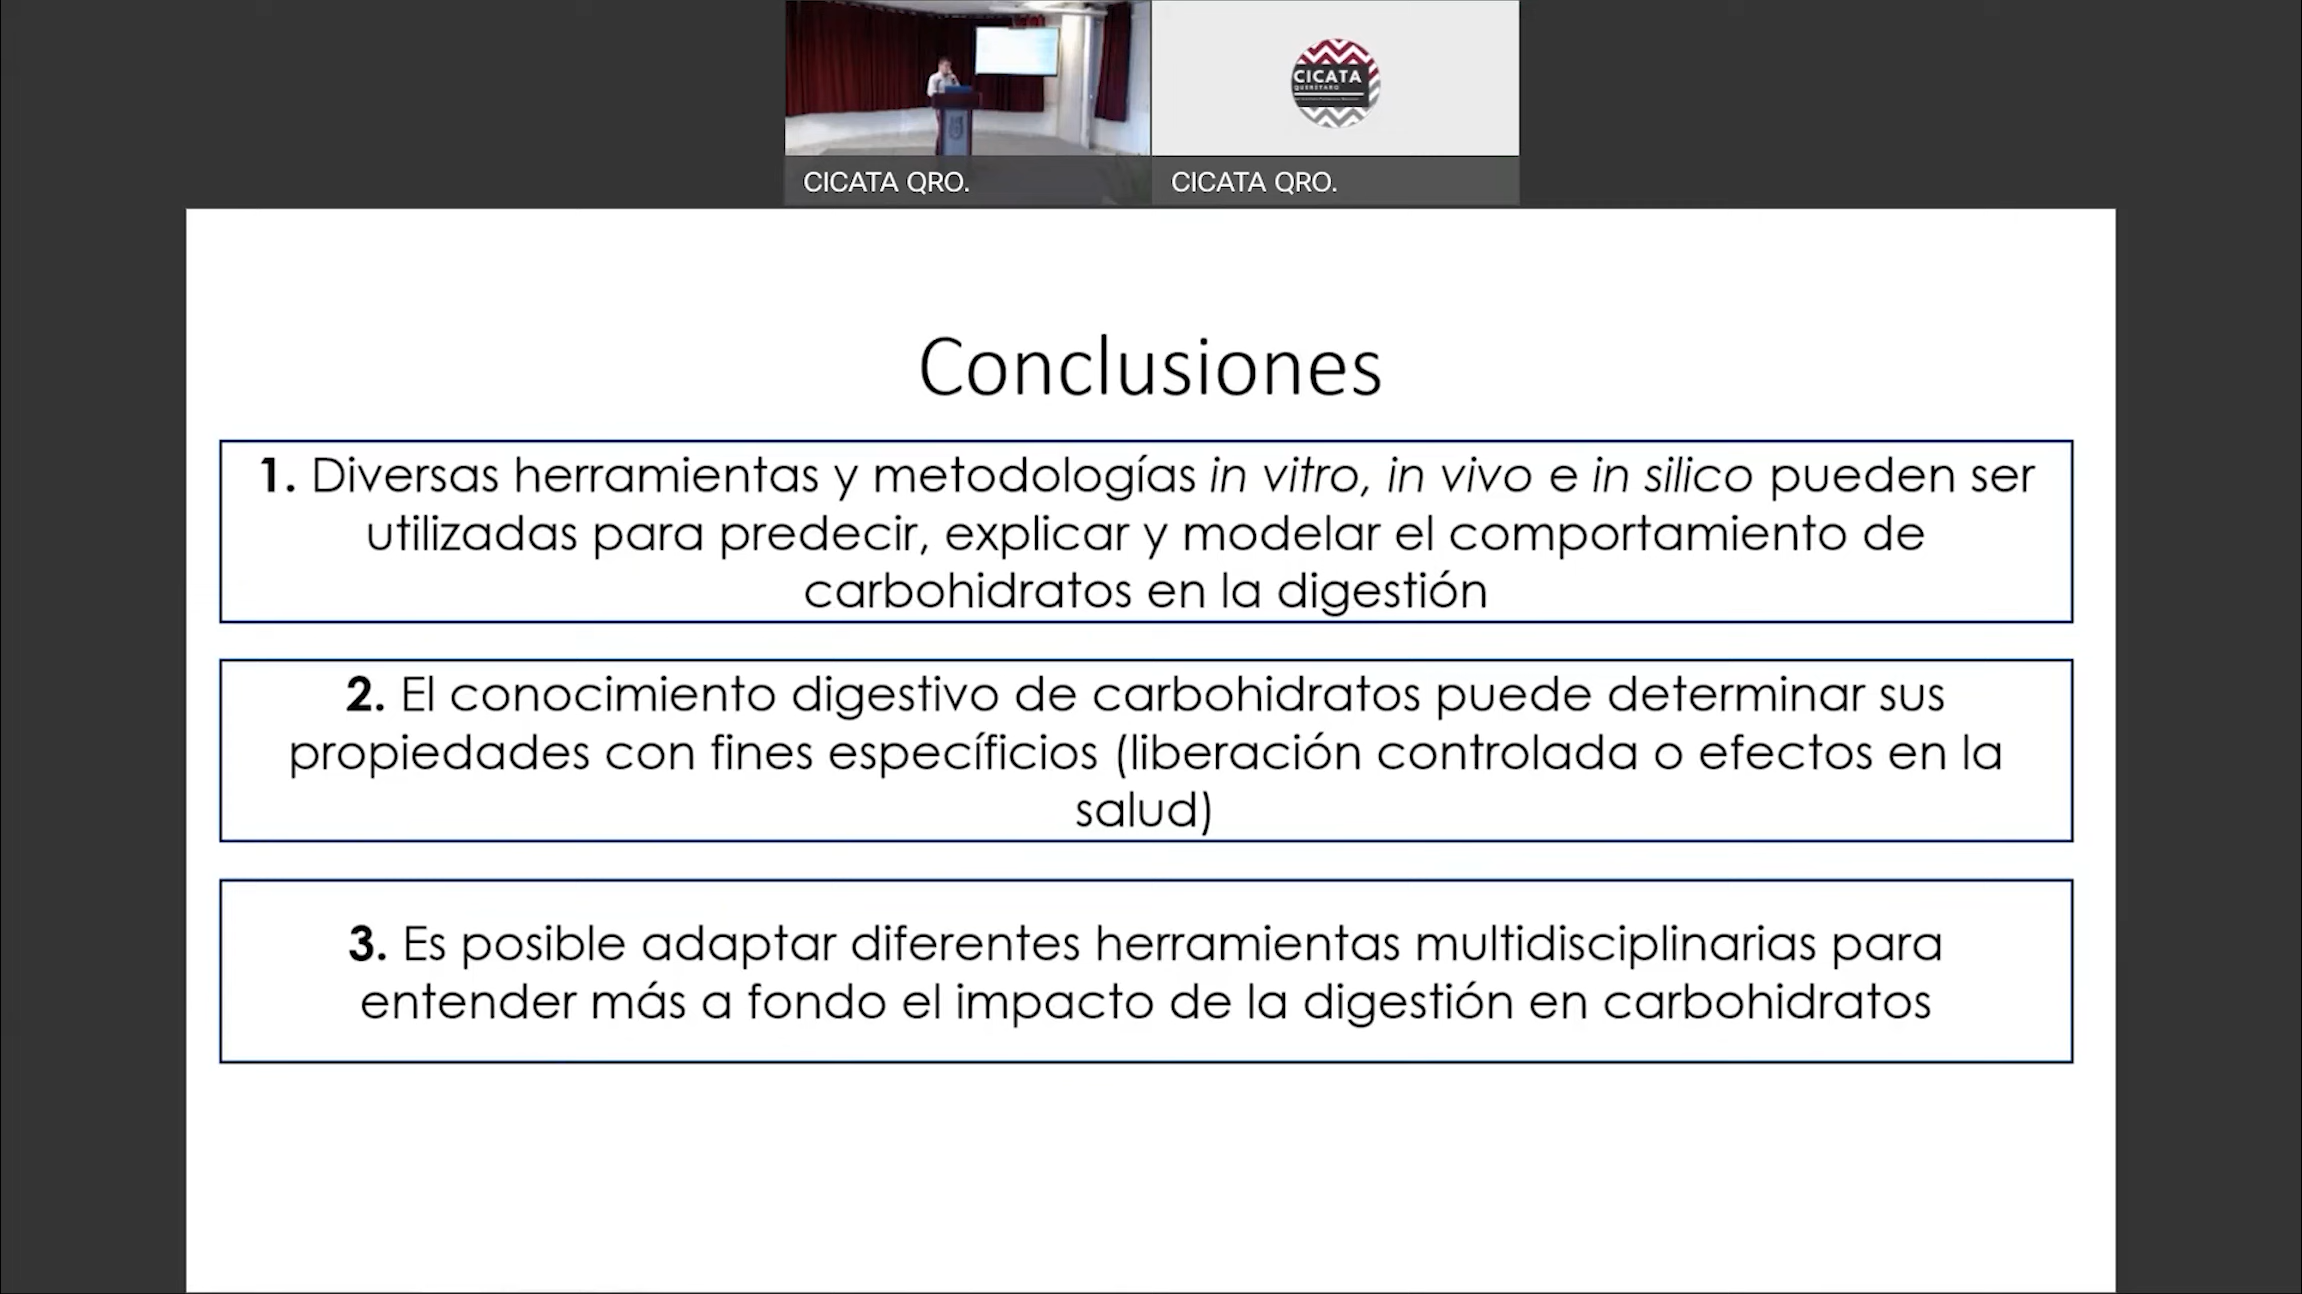 CICATA
QUERÉTARO
CICATA QRO.
CICATA QRO.
Conclusiones
1. Diversas herramientas y metodologías in vitro, in vivo e in silico pueden ser
utilizadas para predecir, explicar y modelar el comportamiento de
carbohidratos en la digestión
2. El conocimiento digestivo de carbohidratos puede determinar sus
propiedades con fines específicios (liberación controlada o efectos en la
salud)
3. Es posible adaptar diferentes herramientas multidisciplinarias para
entender más a fondo el impacto de la digestión en carbohidratos